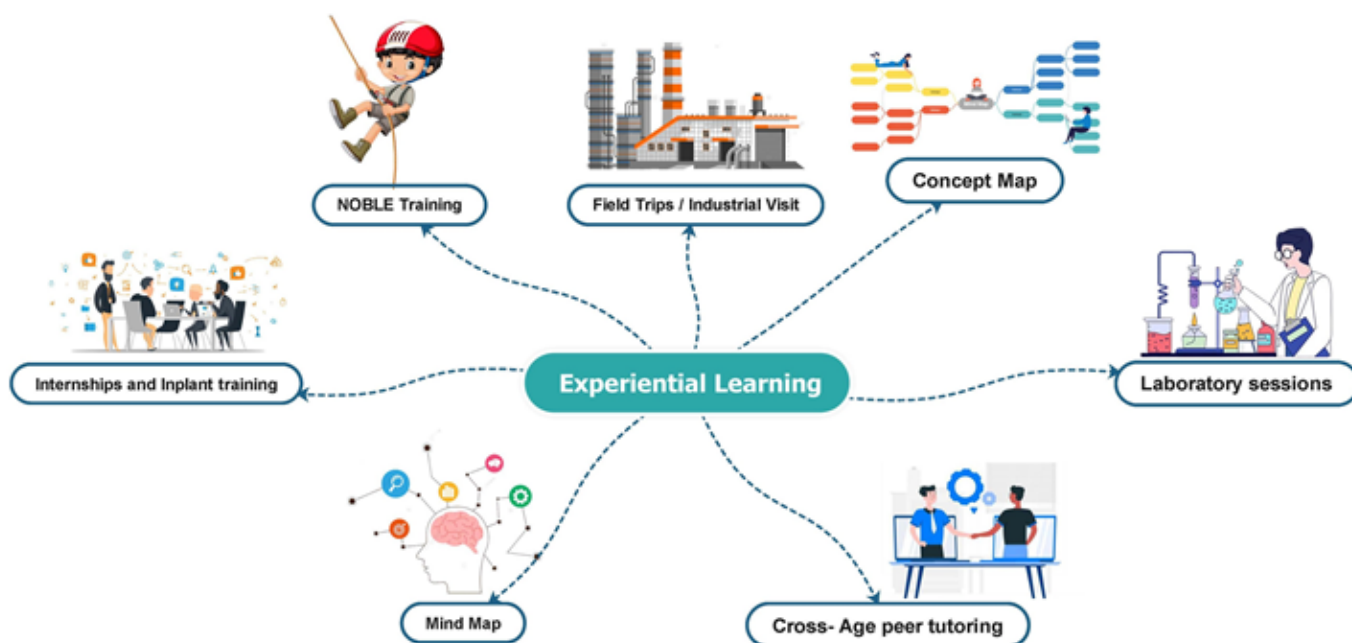 NOBLE Training
Field Trips / Industrial Visit
Concept Map
Internships and Inplant training
Experiential Learning
Laboratory sessions
Mind Map
Cross- Age peer tutoring